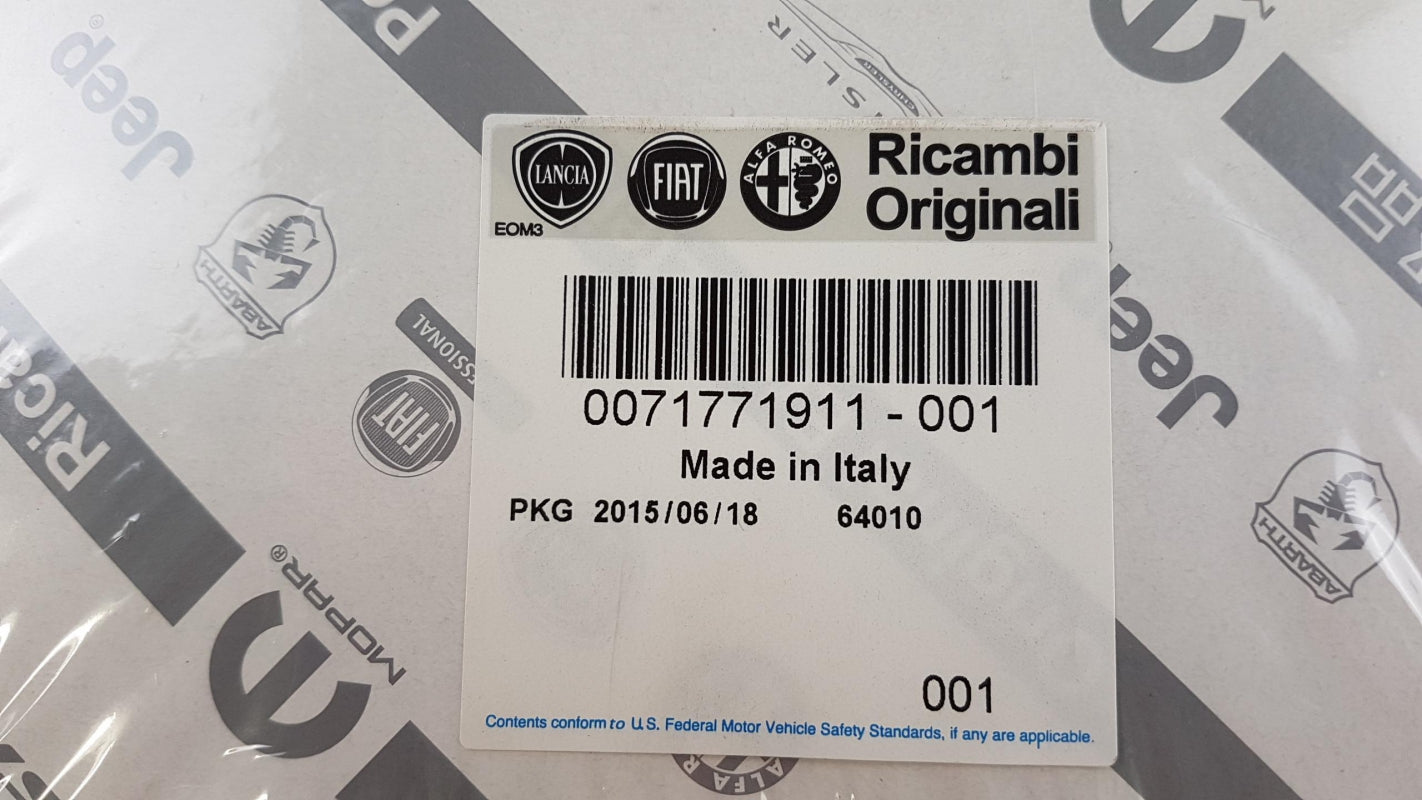 LANCIA
FIAT
ALFA ROMEO
Ricambi
Originali
EOM3
0071771911 - 001
Made in Italy
PKG 2015/06/18 64010
001
Contents conform to U.S. Federal Motor Vehicle Safety Standards, if any are applicable.
Jeep
ABARTH
FIAT
MOPAR®
Jeep
ABARTH